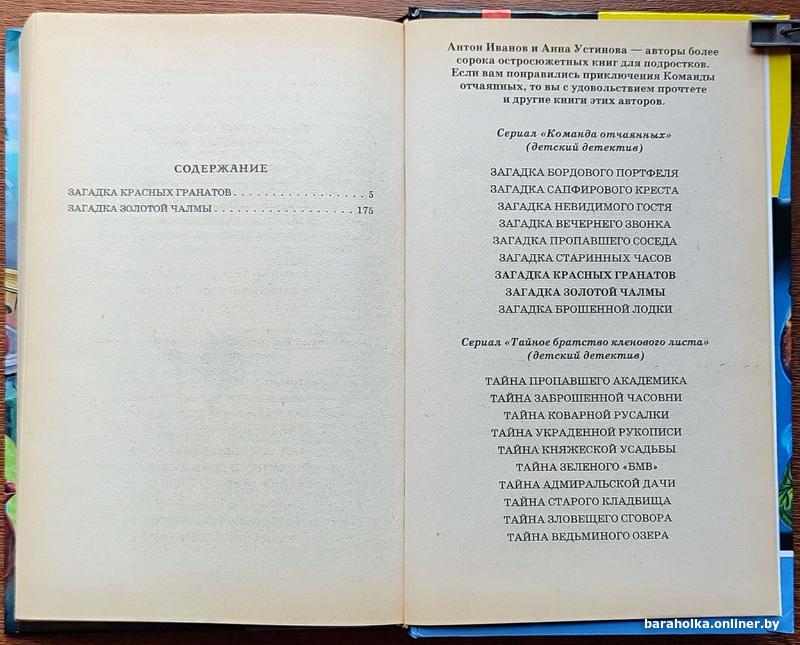 СОДЕРЖАНИЕ
ЗАГАДКА КРАСНЫХ ГРАНАТОВ . . . . . . . . . . . . . . . . . . 5
ЗАГАДКА ЗОЛОТОЙ ЧАЛМЫ . . . . . . . . . . . . . . . . . . . 175
Антон Иванов и Анна Устинова — авторы более
сорока остросюжетных книг для подростков.
Если вам понравились приключения Команды
отчаянных, то вы с удовольствием прочтете
и другие книги этих авторов.
Сериал «Команда отчаянных»
(детский детектив)
ЗАГАДКА БОРДОВОГО ПОРТФЕЛЯ
ЗАГАДКА САПФИРОВОГО КРЕСТА
ЗАГАДКА НЕВИДИМОГО ГОСТЯ
ЗАГАДКА ВЕЧЕРНЕГО ЗВОНКА
ЗАГАДКА ПРОПАВШЕГО СОСЕДА
ЗАГАДКА СТАРИННЫХ ЧАСОВ
ЗАГАДКА КРАСНЫХ ГРАНАТОВ
ЗАГАДКА ЗОЛОТОЙ ЧАЛМЫ
ЗАГАДКА БРОШЕННОЙ ЛОДКИ
Сериал «Тайное братство кленового листа»
(детский детектив)
ТАЙНА ПРОПАВШЕГО АКАДЕМИКА
ТАЙНА ЗАБРОШЕННОЙ ЧАСОВНИ
ТАЙНА КОВАРНОЙ РУСАЛКИ
ТАЙНА УКРАДЕННОЙ РУКОПИСИ
ТАЙНА КНЯЖЕСКОЙ УСАДЬБЫ
ТАЙНА ЗЕЛЕНОГО «БМВ»
ТАЙНА АДМИРАЛЬСКОЙ ДАЧИ
ТАЙНА СТАРОГО КЛАДБИЩА
ТАЙНА ЗЛОВЕЩЕГО СГОВОРА
ТАЙНА ВЕДЬМИНОГО ОЗЕРА
baraholka.onliner.by